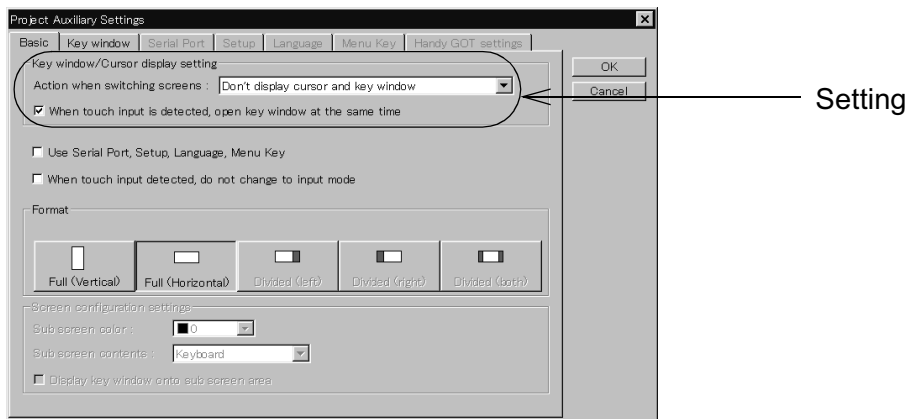 Project Auxiliary Settings
Basic Key window Serial Port Setup Language Menu Key Handy GOT settings
Key window/Cursor display setting
OK
Action when switching screens : Don't display cursor and key window
Cancel
Setting
When touch input is detected, open key window at the same time
Use Serial Port, Setup, Language, Menu Key
When touch input detected, do not change to input mode
Format
Full (Vertical) Full (Horizontal) Divided (left) Divided (right) Divided (both)
Screen configuration settings
Sub screen color : 0
Sub screen contents : Keyboard
Display key window onto sub screen area